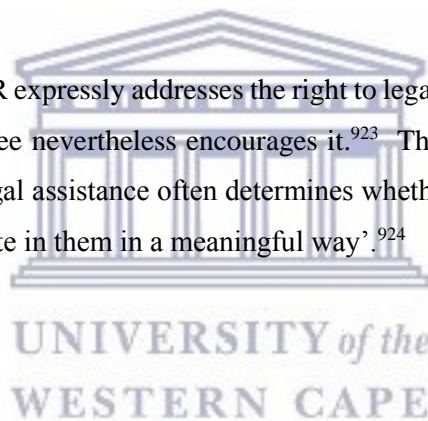 R expressly addresses the right to lega
ee nevertheless encourages it.923 Th
gal assistance often determines wheth
te in them in a meaningful way'.924
UNIVERSITY of the
WESTERN CAPE